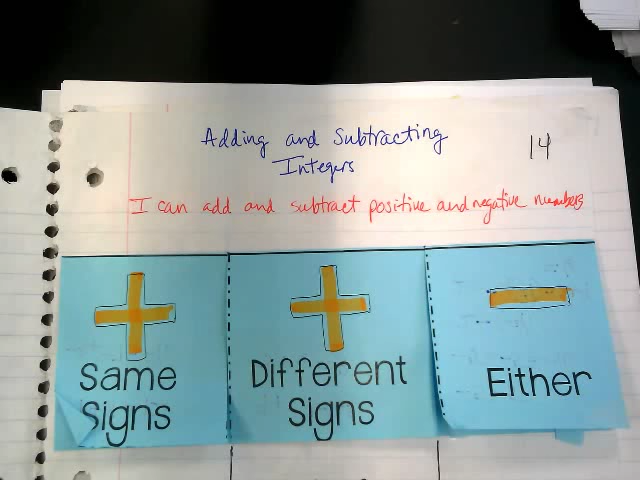 Adding and Subtracting
Integers
14
I can add and subtract positive and negative numbers
+
Same
Signs
+
Different
Signs
-
Either